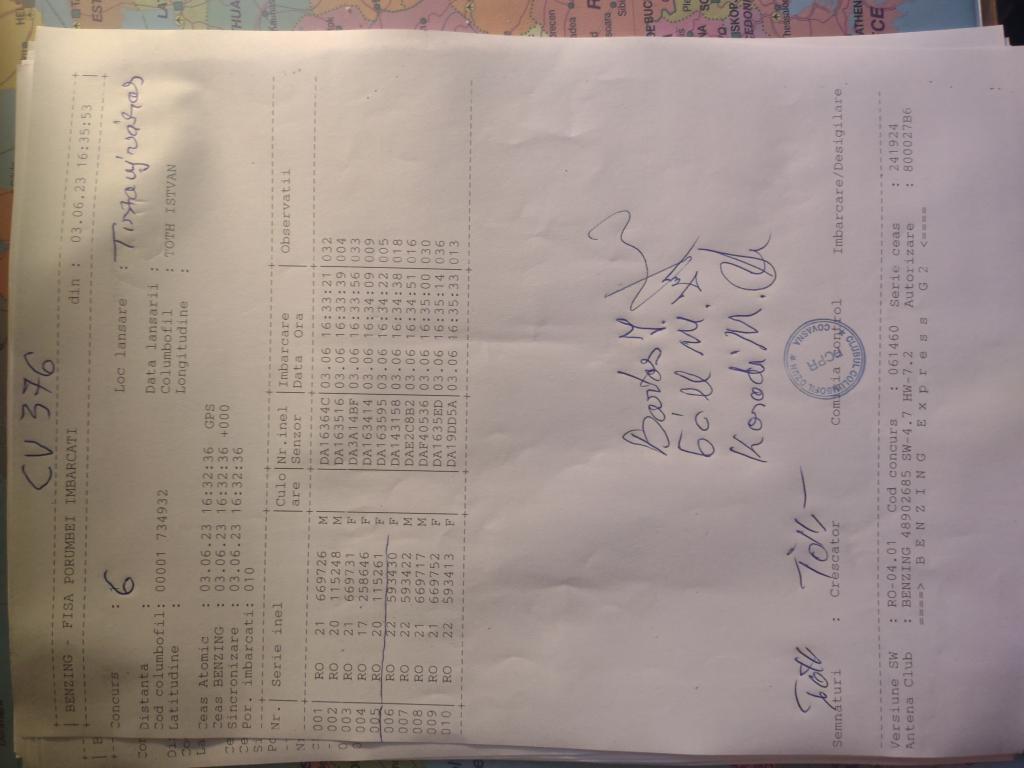 CV 376
BENZING - FISA PORUMBEI IMBARCATI din : 03.06.23 16:35:53
Concurs : 6 Loc lansare :
Distanta : Data lansarii :
Cod columbofil: 00001 734932 Columbofil : TOTH ISTVAN
Latitudine : Longitudine :
Ceas Atomic : 03.06.23 16:32:36 GPS
Ceas BENZING : 03.06.23 16:32:36 +000
Sincronizare : 03.06.23 16:32:36
Por. imbarcati: 010
Nr. | Serie inel | Culo | Nr.inel | Imbarcare | Observatii
are | Senzor | Data Ora
001 | RO 21 669726 M | DA16364C | 03.06 16:33:21 | 032
002 | RO 20 115248 M | DA163516 | 03.06 16:33:39 | 004
003 | RO 21 669731 F | DA3A14BF | 03.06 16:33:56 | 033
004 | RO 17 258646 F | DA163414 | 03.06 16:34:09 | 009
005 | RO 20 115261 F | DA163595 | 03.06 16:34:22 | 005
006 | RO 22 593430 F | DA143158 | 03.06 16:34:38 | 018
007 | RO 22 593422 M | DAE2C8B2 | 03.06 16:34:51 | 016
008 | RO 21 669717 M | DAF40536 | 03.06 16:35:00 | 030
009 | RO 21 669752 F | DA1635ED | 03.06 16:35:14 | 036
010 | RO 22 593413 F | DA19DD5A | 03.06 16:35:33 | 013
Bartos M.
Göll M.
Koradi M.
Tóth Tóth
Semnături : Crescator Comisia control Imbarcare/Desigilare
Versiune SW : RO-04.01 Cod concurs : 061460 Serie ceas : 241924
Antena Club : BENZING 48902685 SW-4.7 HW-7.2 Autorizare : 800027B6
====> B E N Z I N G E x p r e s s G 2 <====